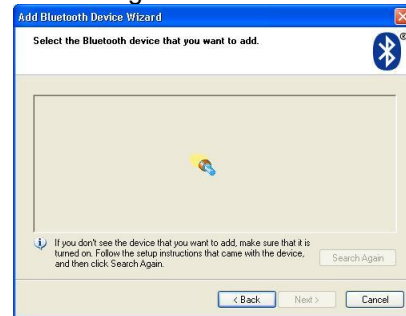 Add Bluetooth Device Wizard
Select the Bluetooth device that you want to add.
If you don't see the device that you want to add, make sure that it is
turned on. Follow the setup instructions that came with the device,
and then click Search Again.
Search Again
< Back
Next >
Cancel